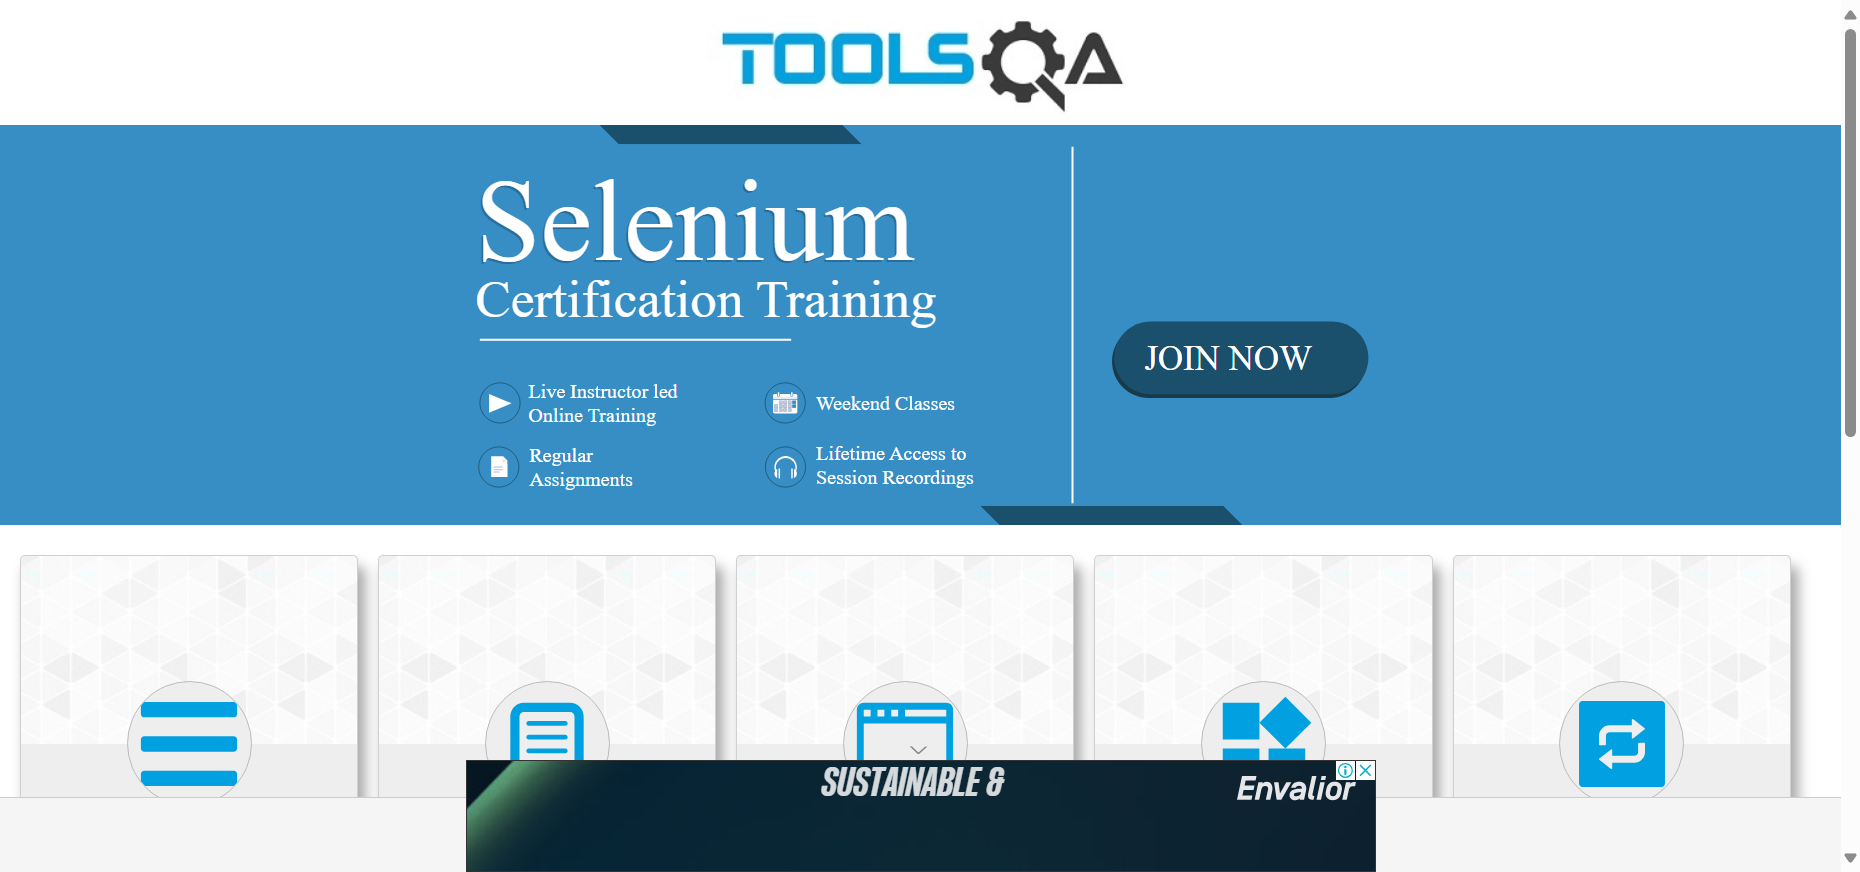 TOOLSQA
Selenium
Certification Training
Live Instructor led
Online Training
Weekend Classes
Regular
Assignments
Lifetime Access to
Session Recordings
JOIN NOW
SUSTAINABLE &
Envalior